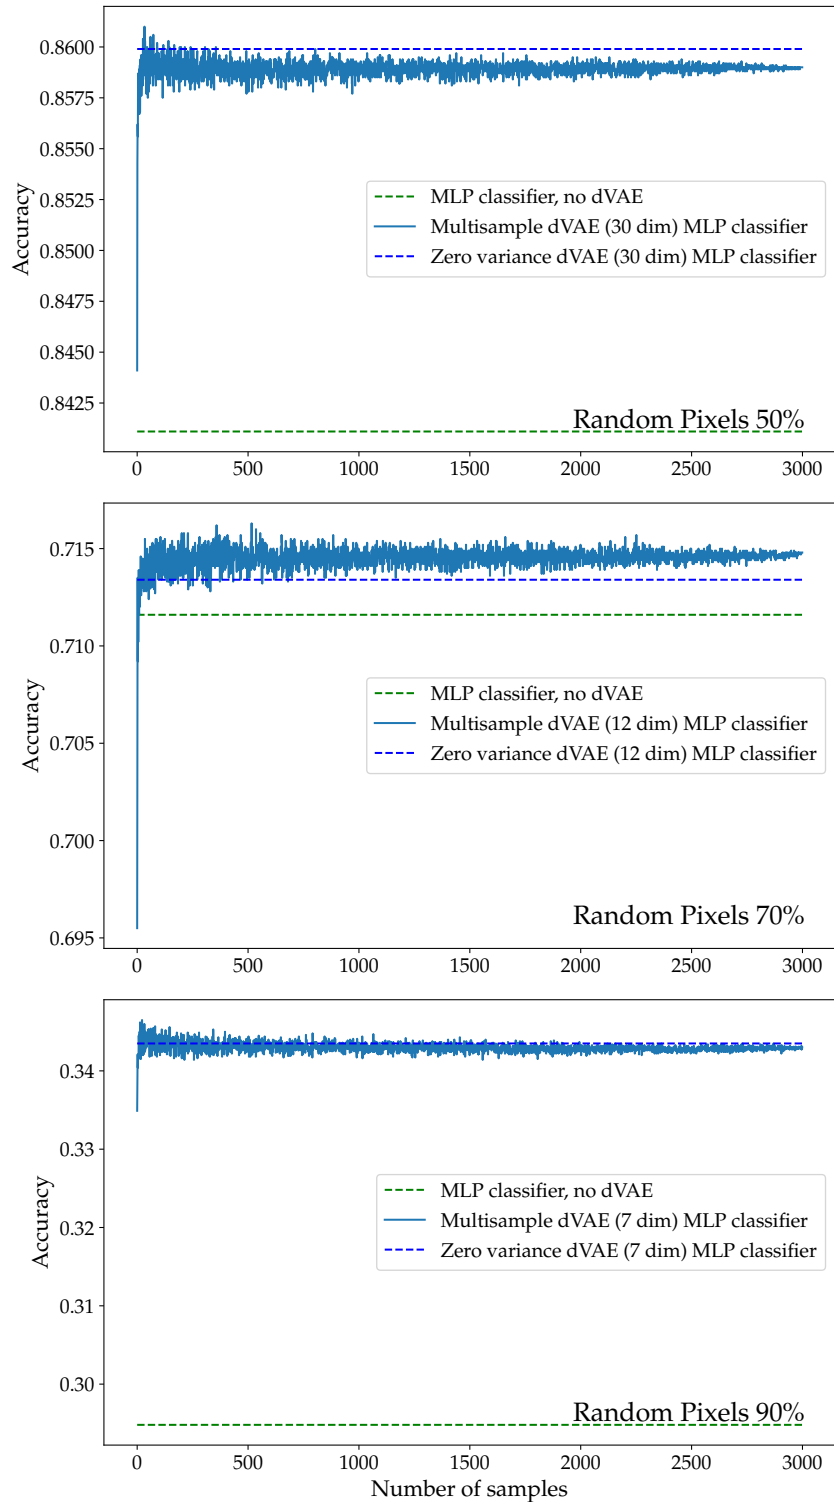 0.8600
0.8575
0.8550
0.8525
0.8500
0.8475
0.8450
0.8425
Accuracy
MLP classifier, no dVAE
Multisample dVAE (30 dim) MLP classifier
Zero variance dVAE (30 dim) MLP classifier
Random Pixels 50%
0 500 1000 1500 2000 2500 3000
0.715
0.710
0.705
0.700
0.695
Accuracy
MLP classifier, no dVAE
Multisample dVAE (12 dim) MLP classifier
Zero variance dVAE (12 dim) MLP classifier
Random Pixels 70%
0 500 1000 1500 2000 2500 3000
0.34
0.33
0.32
0.31
0.30
Accuracy
MLP classifier, no dVAE
Multisample dVAE (7 dim) MLP classifier
Zero variance dVAE (7 dim) MLP classifier
Random Pixels 90%
0 500 1000 1500 2000 2500 3000
Number of samples